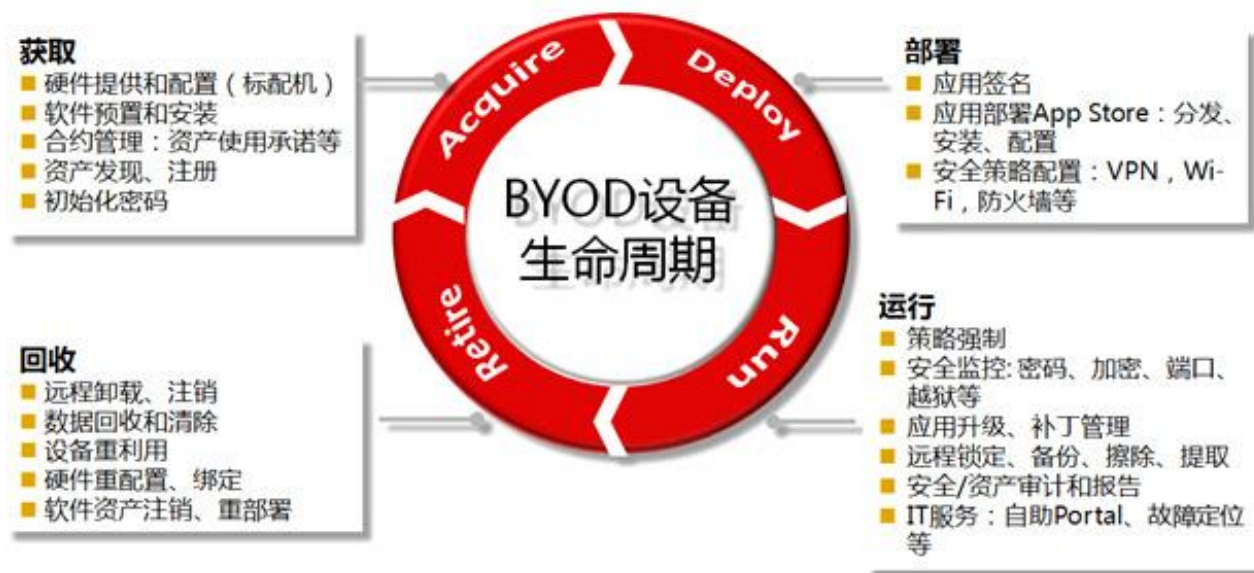 获取
硬件提供和配置（标配机）
软件预置和安装
合约管理：资产使用承诺等
资产发现、注册
初始化密码
Acquire
Deploy
部署
应用签名
应用部署App Store：分发、
安装、配置
安全策略配置：VPN，Wi-
Fi，防火墙等
BYOD设备
生命周期
回收
远程卸载、注销
数据回收和清除
设备重利用
硬件重配置、绑定
软件资产注销、重部署
Retire
Run
运行
策略强制
安全监控: 密码、加密、端口、
越狱等
应用升级、补丁管理
远程锁定、备份、擦除、提取
安全/资产审计和报告
IT服务：自助Portal、故障定位
等